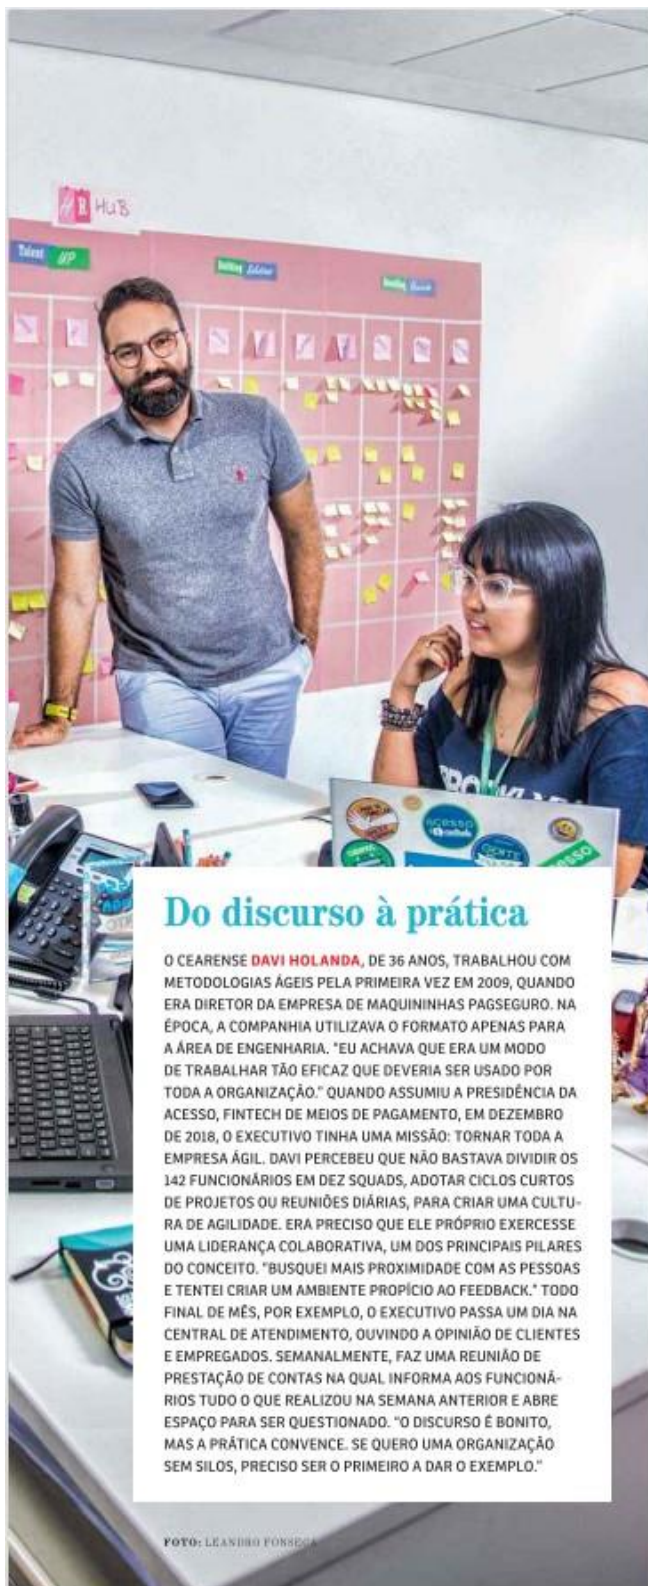 HR HUB
Talent UP
Do discurso à prática
O CEARENSE DAVI HOLANDA, DE 36 ANOS, TRABALHOU COM
METODOLOGIAS ÁGEIS PELA PRIMEIRA VEZ EM 2009, QUANDO
ERA DIRETOR DA EMPRESA DE MAQUININHAS PAGSEGURO. NA
ÉPOCA, A COMPANHIA UTILIZAVA O FORMATO APENAS PARA
A ÁREA DE ENGENHARIA. "EU ACHAVA QUE ERA UM MODO
DE TRABALHAR TÃO EFICAZ QUE DEVERIA SER USADO POR
TODA A ORGANIZAÇÃO." QUANDO ASSUMIU A PRESIDÊNCIA DA
ACESSO, FINTECH DE MEIOS DE PAGAMENTO, EM DEZEMBRO
DE 2018, O EXECUTIVO TINHA UMA MISSÃO: TORNAR TODA A
EMPRESA ÁGIL. DAVI PERCEBEU QUE NÃO BASTAVA DIVIDIR OS
142 FUNCIONÁRIOS EM DEZ SQUADS, ADOTAR CICLOS CURTOS
DE PROJETOS OU REUNIÕES DIÁRIAS, PARA CRIAR UMA CULTU-
RA DE AGILIDADE. ERA PRECISO QUE ELE PRÓPRIO EXERCESSE
UMA LIDERANÇA COLABORATIVA, UM DOS PRINCIPAIS PILARES
DO CONCEITO. "BUSQUEI MAIS PROXIMIDADE COM AS PESSOAS
E TENTEI CRIAR UM AMBIENTE PROPÍCIO AO FEEDBACK." TODO
FINAL DE MÊS, POR EXEMPLO, O EXECUTIVO PASSA UM DIA NA
CENTRAL DE ATENDIMENTO, OUVINDO A OPINIÃO DE CLIENTES
E EMPREGADOS. SEMANALMENTE, FAZ UMA REUNIÃO DE
PRESTAÇÃO DE CONTAS NA QUAL INFORMA AOS FUNCIONÁ-
RIOS TUDO O QUE REALIZOU NA SEMANA ANTERIOR E ABRE
ESPAÇO PARA SER QUESTIONADO. "O DISCURSO É BONITO,
MAS A PRÁTICA CONVENCE. SE QUERO UMA ORGANIZAÇÃO
SEM SILOS, PRECISO SER O PRIMEIRO A DAR O EXEMPLO."
FOTO: LEANDRO FONSECA